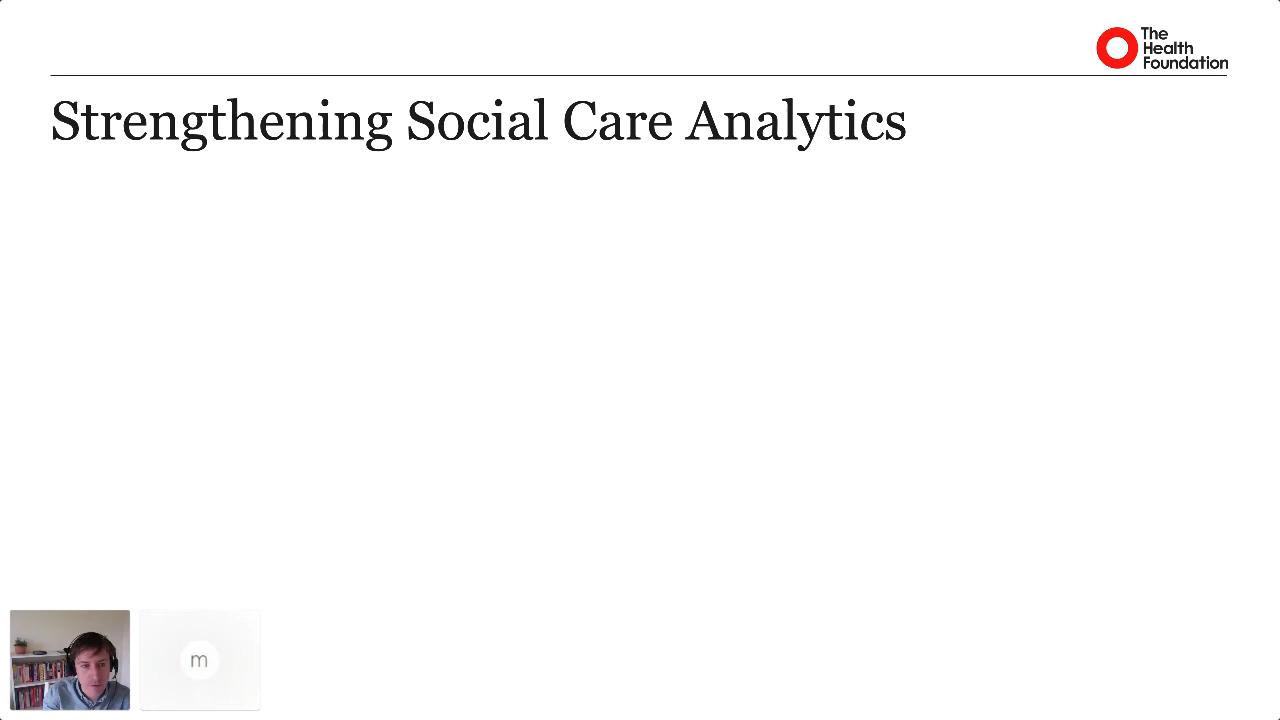 The
Health
Foundation
Strengthening Social Care Analytics
m